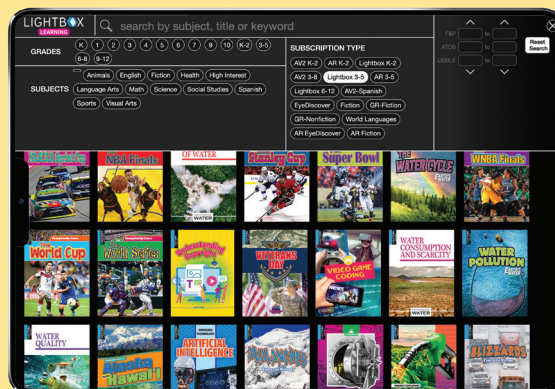 LIGHTBOX
LEARNING
search by subject, title or keyword
GRADES
K 1 2 3 4 5 6 7 8 9 10 K-2 3-5
6-8 9-12
SUBJECTS
Animals English Fiction Health High Interest
Language Arts Math Science Social Studies Spanish
Sports Visual Arts
SUBSCRIPTION TYPE
AV2 K-2 AR K-2 Lightbox K-2
AV2 3-8 Lightbox 3-5 AR 3-5
Lightbox 6-12 AV2-Spanish
EyeDiscover Fiction GR-Fiction
GR-Nonfiction World Languages
AR EyeDiscover AR Fiction
F&P to
ATOS to
LEXILE to
Reset
Search
NBA Finals
OF WATER
WATER
Stanley Cup
Super Bowl
THE WATER CYCLE
WNBA Finals
The World Cup
The World Series
Understanding Copyright
VETERANS DAY
VIDEO GAME CODING
WATER CONSUMPTION AND SCARCITY
WATER
WATER POLLUTION
WATER QUALITY
Alaska
Hawaii
ARTIFICIAL INTELLIGENCE
AVALANCHES
BLIZZARDS